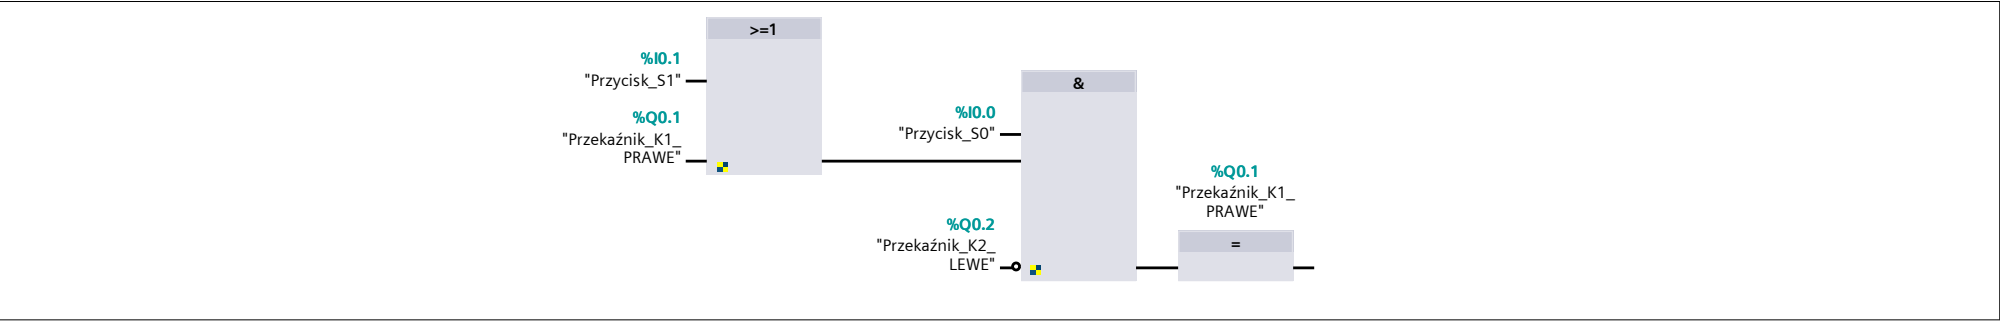 >=1
%I0.1
"Przycisk_S1"
%Q0.1
"Przekaźnik_K1_
PRAWE"
&
%I0.0
"Przycisk_S0"
%Q0.2
"Przekaźnik_K2_
LEWE"
%Q0.1
"Przekaźnik_K1_
PRAWE"
=